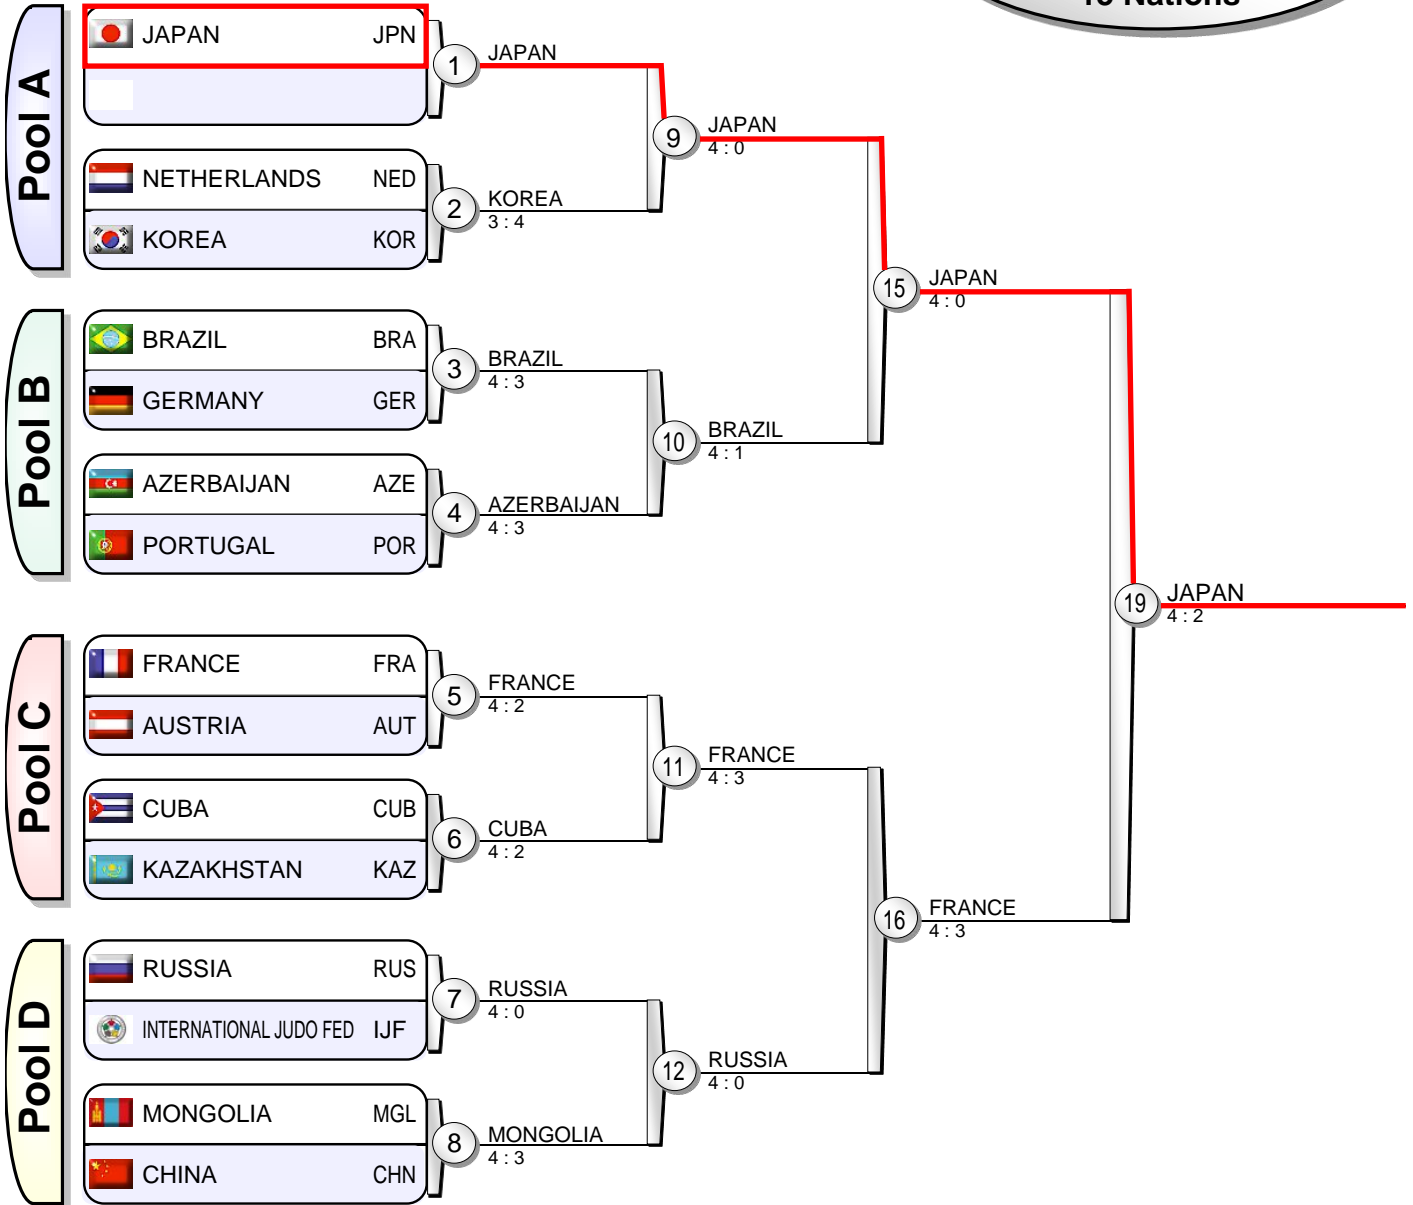 Nations
Pool A
JAPAN JPN
NETHERLANDS NED
KOREA KOR
1 JAPAN
2 KOREA
3 : 4
9 JAPAN
4 : 0
Pool B
BRAZIL BRA
GERMANY GER
AZERBAIJAN AZE
PORTUGAL POR
3 BRAZIL
4 : 3
4 AZERBAIJAN
4 : 3
10 BRAZIL
4 : 1
15 JAPAN
4 : 0
Pool C
FRANCE FRA
AUSTRIA AUT
CUBA CUB
KAZAKHSTAN KAZ
5 FRANCE
4 : 2
6 CUBA
4 : 2
11 FRANCE
4 : 3
Pool D
RUSSIA RUS
INTERNATIONAL JUDO FED IJF
MONGOLIA MGL
CHINA CHN
7 RUSSIA
4 : 0
8 MONGOLIA
4 : 3
12 RUSSIA
4 : 0
16 FRANCE
4 : 3
19 JAPAN
4 : 2